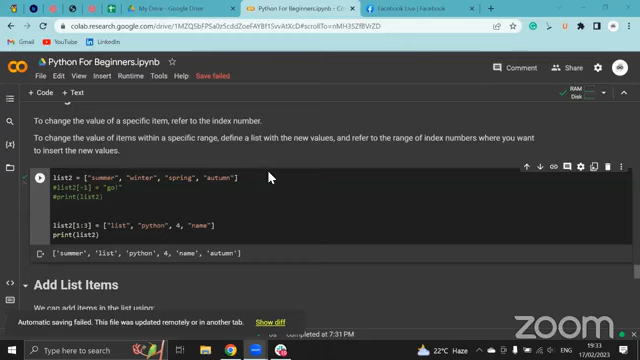 My Drive - Google Drive
Python For Beginners.ipynb - Co
Facebook Live | Facebook
colab.research.google.com/drive/
Gmail
YouTube
LinkedIn
Python For Beginners.ipynb
File Edit View Insert Runtime Tools Help Save failed
Comment
Share
+ Code + Text
RAM
Disk
To change the value of a specific item, refer to the index number.
To change the value of items within a specific range, define a list with the new values, and refer to the range of index numbers where you want
to insert the new values.
list2 = ["summer", "winter", "spring", "autumn"]
#list2[-1] = "go!"
#print(list2)
list2[1:3] = ["list", "python", 4, "name"]
print(list2)
['summer', 'list', 'python', 4, 'name', 'autumn']
Add List Items
We can add items in the list using:
Automatic saving failed. This file was updated remotely or in another tab.
Show diff
completed at 7:31 PM
zoom
Type here to search
22°C Haze
19:33
17/02/2023